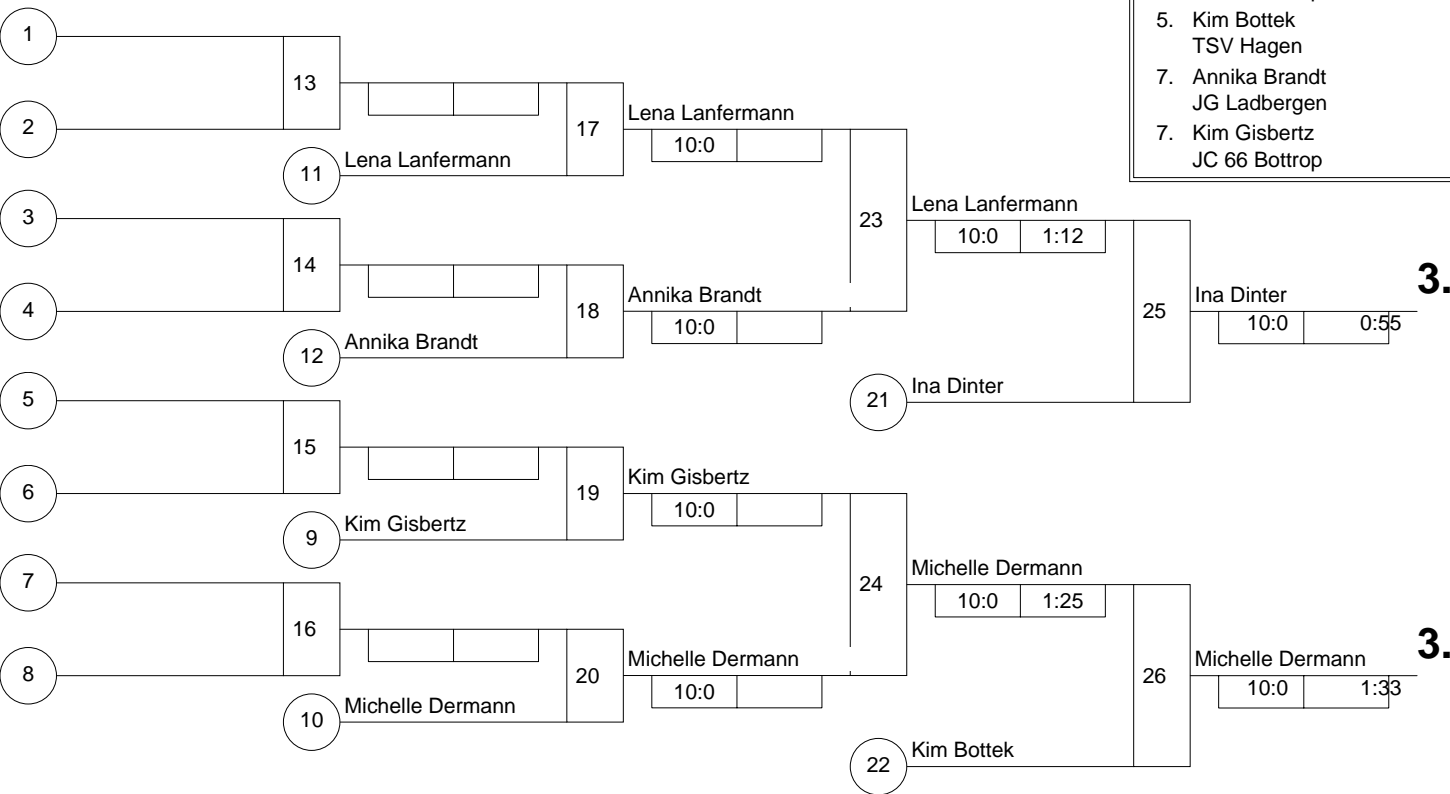 5. Kim Bottek
TSV Hagen
7. Annika Brandt
JG Ladbergen
7. Kim Gisbertz
JC 66 Bottrop
1
2
13
11 Lena Lanfermann
17
Lena Lanfermann
10:0
3
4
14
12 Annika Brandt
18
Annika Brandt
10:0
23
Lena Lanfermann
10:0 1:12
21 Ina Dinter
25
Ina Dinter
10:0 0:55
3.
5
6
15
9 Kim Gisbertz
19
Kim Gisbertz
10:0
7
8
16
10 Michelle Dermann
20
Michelle Dermann
10:0
24
Michelle Dermann
10:0 1:25
22 Kim Bottek
26
Michelle Dermann
10:0 1:33
3.